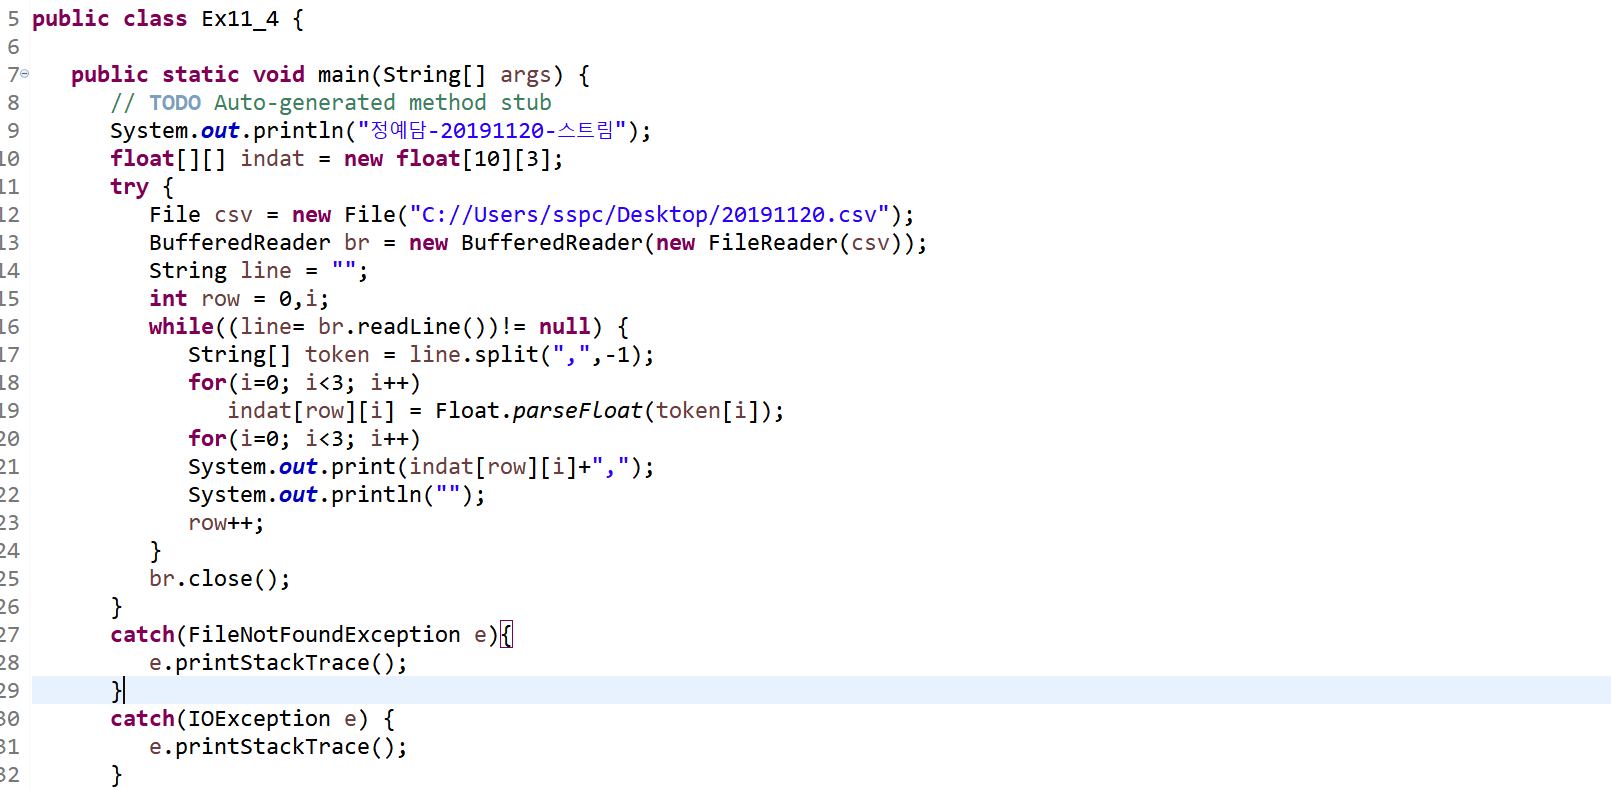 5 public class Ex11_4 {
6
7 public static void main(String[] args) {
8 // TODO Auto-generated method stub
9 System.out.println("정예담-20191120-스트림");
10 float[][] indat = new float[10][3];
11 try {
12 File csv = new File("C://Users/sspc/Desktop/20191120.csv");
13 BufferedReader br = new BufferedReader(new FileReader(csv));
14 String line = "";
15 int row = 0,i;
16 while((line= br.readLine())!= null) {
17 String[] token = line.split(",",-1);
18 for(i=0; i<3; i++)
19 indat[row][i] = Float.parseFloat(token[i]);
20 for(i=0; i<3; i++)
21 System.out.print(indat[row][i]+",");
22 System.out.println("");
23 row++;
24 }
25 br.close();
26 }
27 catch(FileNotFoundException e){
28 e.printStackTrace();
29 }
30 catch(IOException e) {
31 e.printStackTrace();
32 }